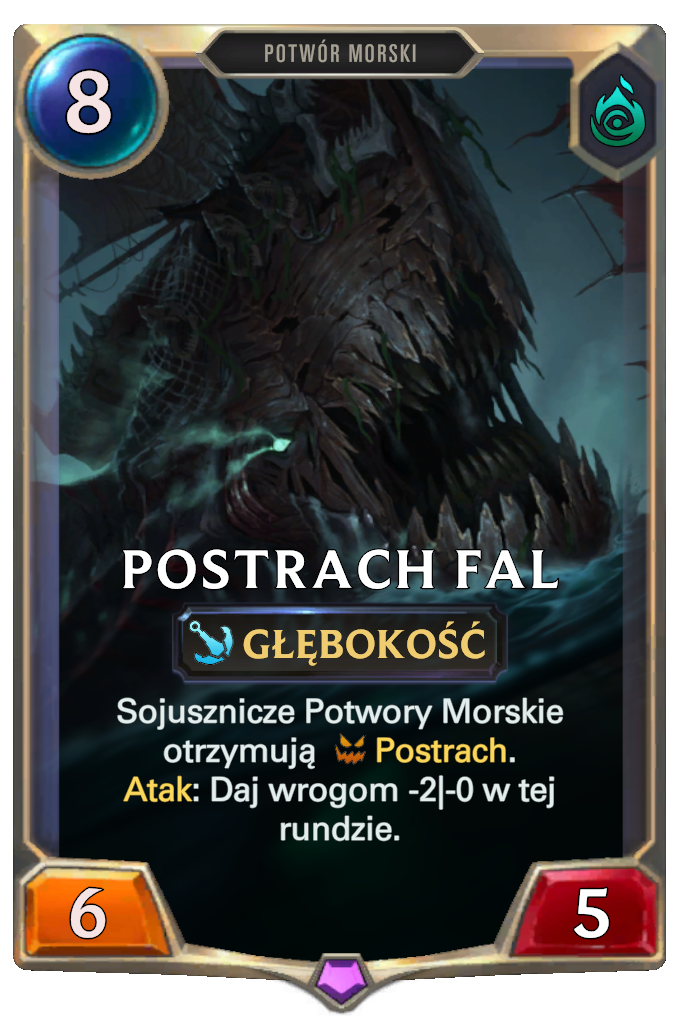 POTWÓR MORSKI
8
POSTRACH FAL
GŁĘBOKOŚĆ
Sojusznicze Potwory Morskie
otrzymują Postrach.
Atak: Daj wrogom -2|-0 w tej
rundzie.
6
5